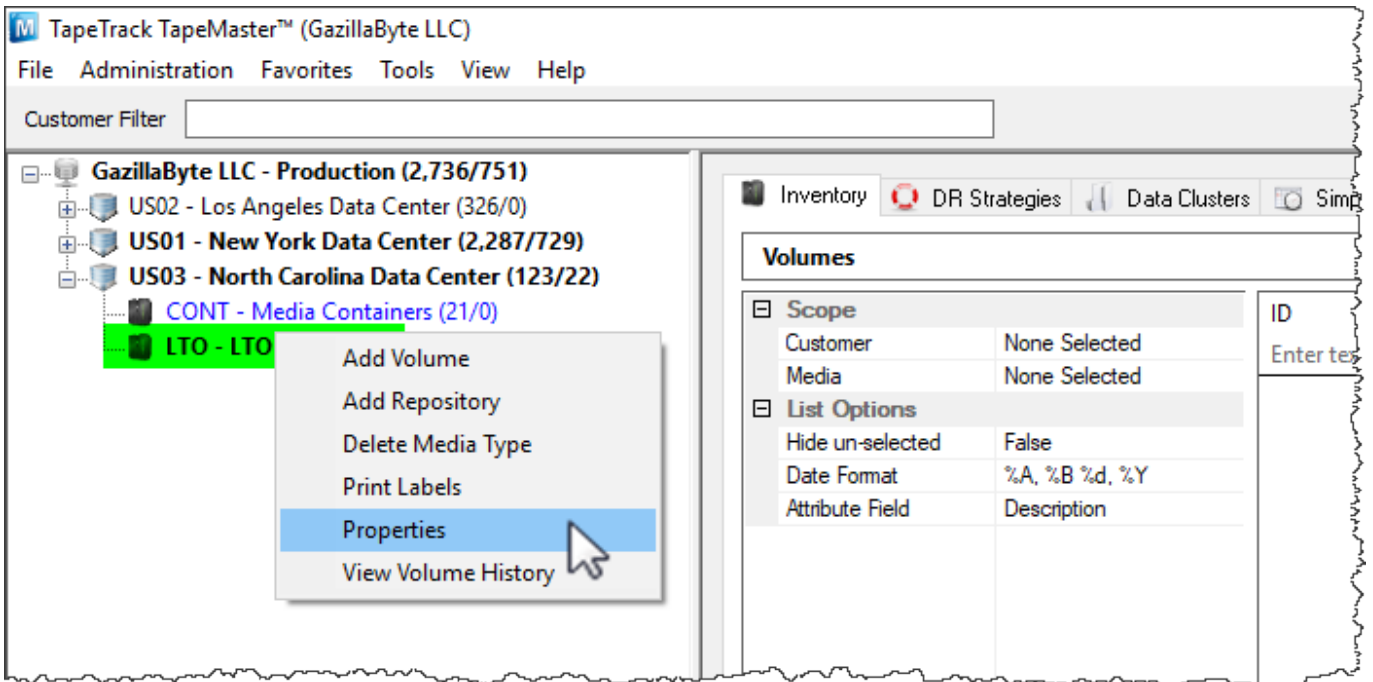 TapeTrack TapeMaster™ (GazillaByte LLC)
File Administration Favorites Tools View Help
Customer Filter
GazillaByte LLC - Production (2,736/751)
US02 - Los Angeles Data Center (326/0)
US01 - New York Data Center (2,287/729)
US03 - North Carolina Data Center (123/22)
CONT - Media Containers (21/0)
LTO - LTO
Add Volume
Add Repository
Delete Media Type
Print Labels
Properties
View Volume History
Inventory DR Strategies Data Clusters
Volumes
Scope
Customer None Selected
Media None Selected
List Options
Hide un-selected False
Date Format %A, %B %d, %Y
Attribute Field Description
ID
Enter